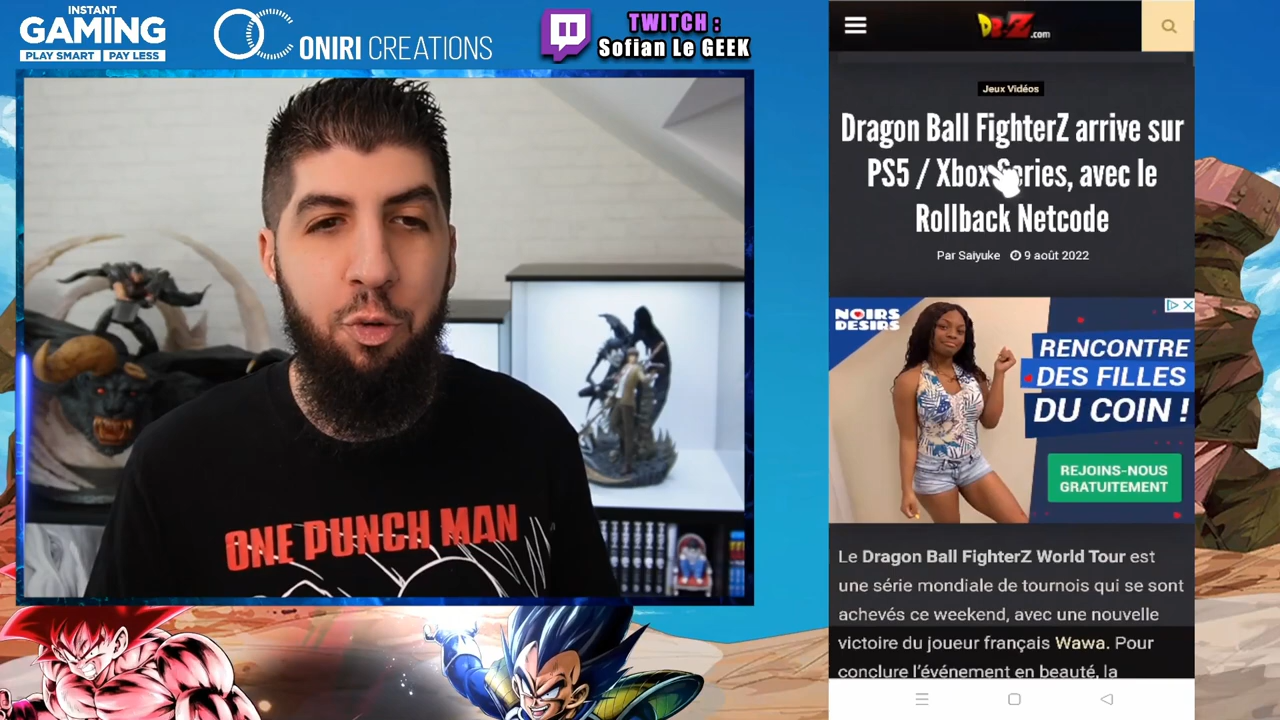 INSTANT
GAMING
PLAY SMART PAY LESS
ONIRI CREATIONS
TWITCH :
Sofian Le GEEK
ONE PUNCH MAN
DB-Z.com
Jeux Vidéos
Dragon Ball FighterZ arrive sur
PS5 / Xbox Series, avec le
Rollback Netcode
Par Saiyuke 9 août 2022
NOIRS
DESIRS
RENCONTRE
DES FILLES
DU COIN !
REJOINS-NOUS
GRATUITEMENT
Le Dragon Ball FighterZ World Tour est
une série mondiale de tournois qui se sont
achevés ce weekend, avec une nouvelle
victoire du joueur français Wawa. Pour
conclure l'événement en beauté, la